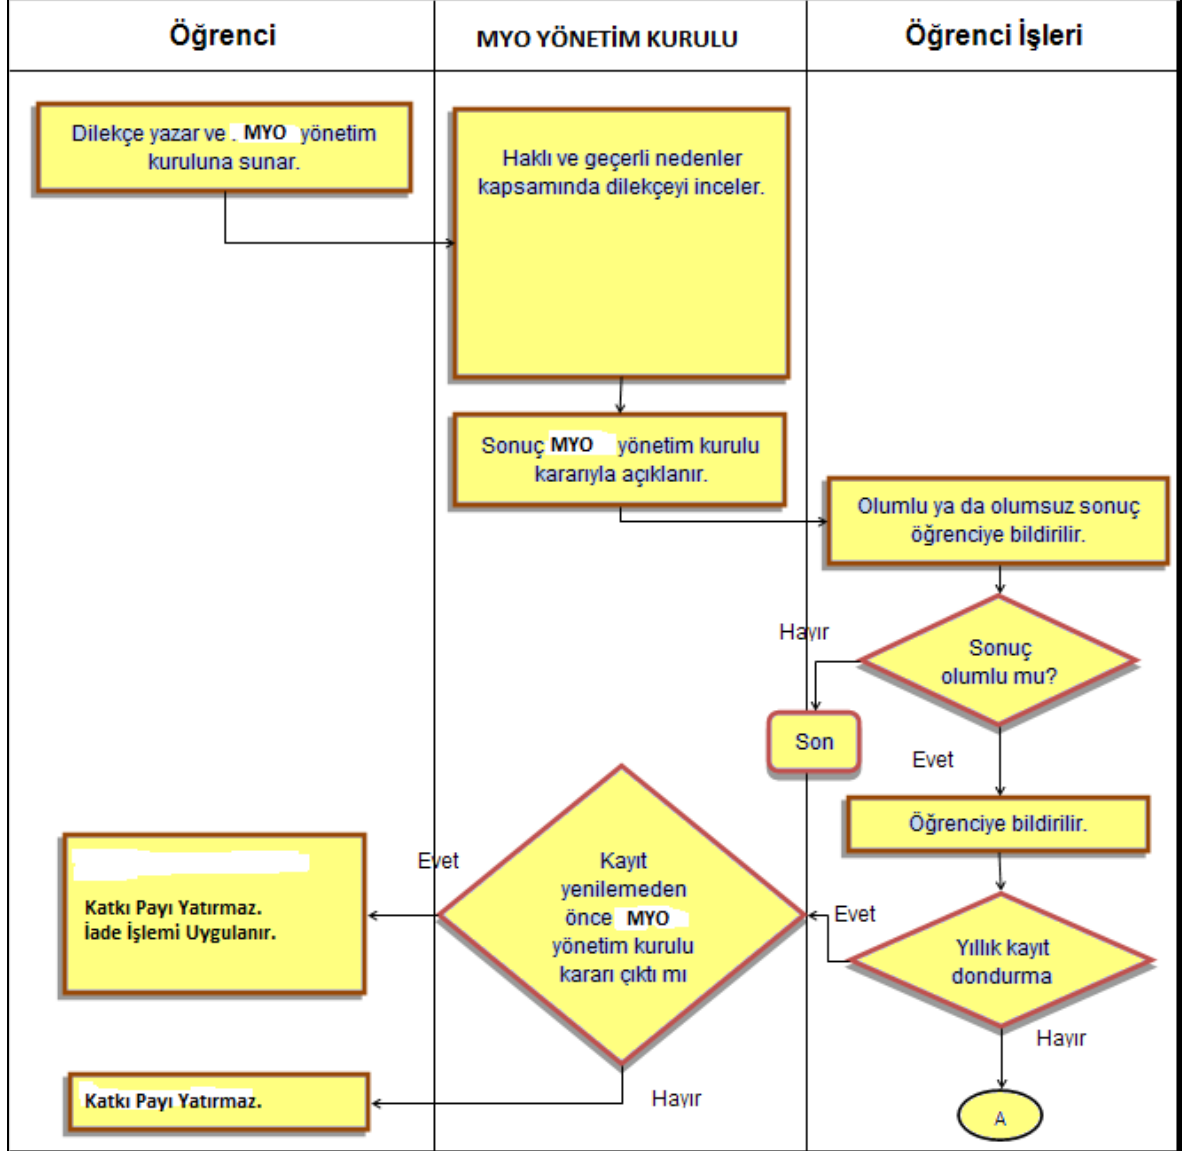 Öğrenci
MYO YÖNETİM KURULU
Öğrenci İşleri
Dilekçe yazar ve . MYO yönetim
kuruluna sunar.
Haklı ve geçerli nedenler
kapsamında dilekçeyi inceler.
Sonuç MYO yönetim kurulu
kararıyla açıklanır.
Olumlu ya da olumsuz sonuç
öğrenciye bildirilir.
Sonuç
olumlu mu?
Hayır
Son
Evet
Öğrenciye bildirilir.
Yıllık kayıt
dondurma
Evet
Hayır
A
Kayıt
yenilemeden
önce MYO
yönetim kurulu
kararı çıktı mı
Evet
Katkı Payı Yatırmaz.
İade İşlemi Uygulanır.
Hayır
Katkı Payı Yatırmaz.